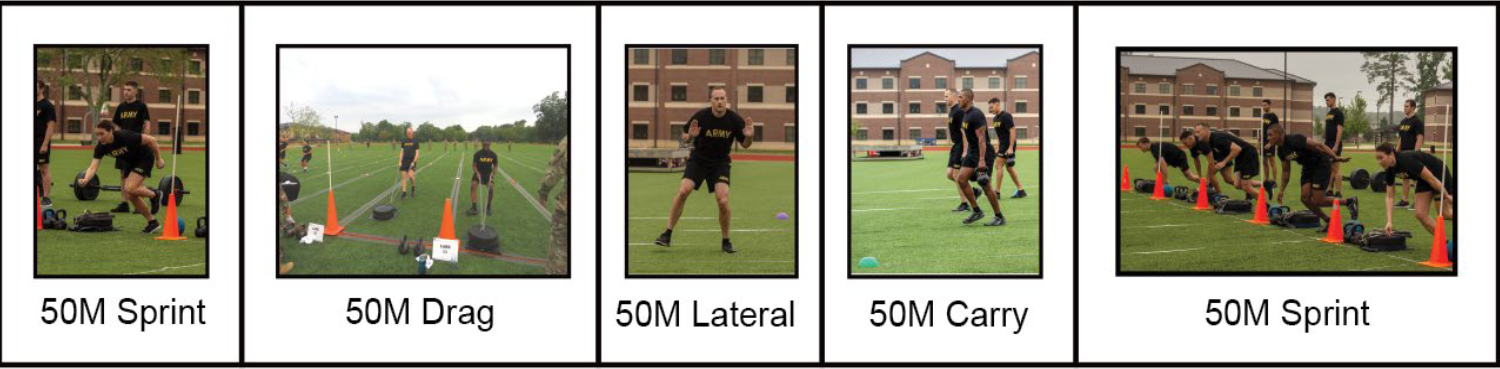 50M Sprint
50M Drag
50M Lateral
50M Carry
50M Sprint
ARMY